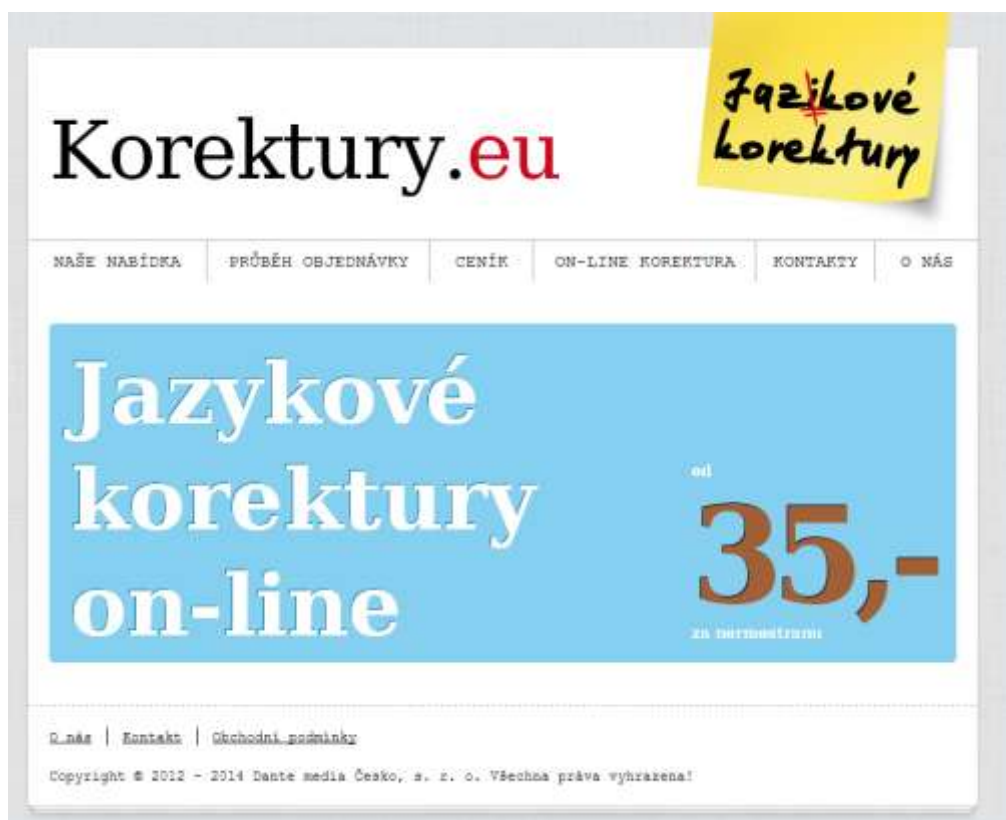 Jazikové
korektury
Korektury.eu
NAŠE NABÍDKA PRŮBĚH OBJEDNÁVKY CENÍK ON-LINE KOREKTURA KONTAKTY O NÁS
Jazykové
korektury
on-line
od
35,-
za normostranu
O nás | Kontakt | Obchodní podmínky
Copyright © 2012 - 2014 Dante media Česko, s. r. o. Všechna práva vyhrazena!